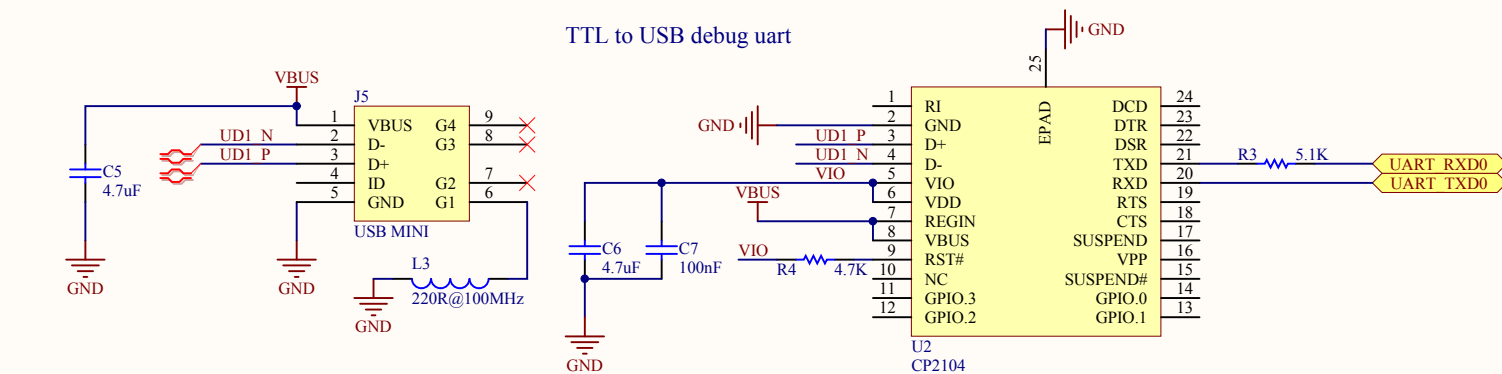 TTL to USB debug uart
GND
25
EPAD
VBUS
J5
1 VBUS G4 9
2 D- G3 8
3 D+
4 ID G2 7
5 GND G1 6
USB MINI
UD1_N
UD1_P
C5
4.7uF
GND
GND
L3
220R@100MHz
GND
1 RI DCD 24
GND 2 GND DTR 23
UD1_P 3 D+ DSR 22
UD1_N 4 D- TXD 21 R3 5.1K UART_RXD0
VIO 5 VIO RXD 20 UART_TXD0
6 VDD RTS 19
VBUS 7 REGIN CTS 18
8 VBUS SUSPEND 17
VIO R4 4.7K 9 RST# VPP 16
10 NC SUSPEND# 15
11 GPIO.3 GPIO.0 14
12 GPIO.2 GPIO.1 13
C6
4.7uF
C7
100nF
GND
U2
CP2104